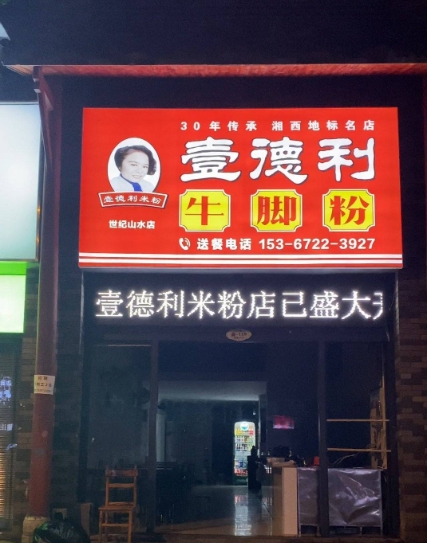 30年传承 湘西地标名店
壹德利
壹德利米粉
牛脚粉
世纪山水店
送餐电话 153-6722-3927
壹德利米粉店已盛大开